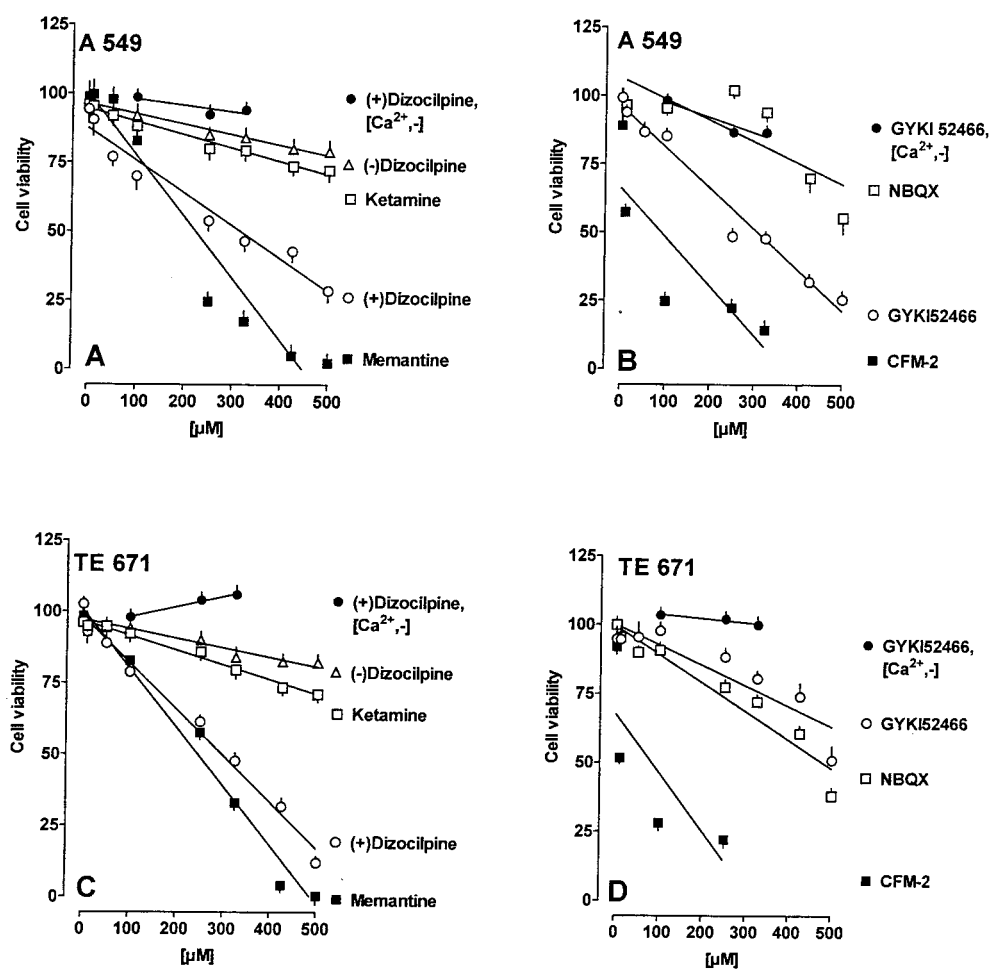 125
A 549
100
75
50
25
0
Cell viability
A
0 100 200 300 400 500
[µM]
(+)Dizocilpine,
[Ca²⁺,-]
(-)Dizocilpine
Ketamine
(+)Dizocilpine
Memantine
125
A 549
100
75
50
25
0
Cell viability
B
0 100 200 300 400 500
[µM]
GYKI 52466,
[Ca²⁺,-]
NBQX
GYKI52466
CFM-2
125
TE 671
100
75
50
25
0
Cell viability
C
0 100 200 300 400 500
[µM]
(+)Dizocilpine,
[Ca²⁺,-]
(-)Dizocilpine
Ketamine
(+)Dizocilpine
Memantine
125
TE 671
100
75
50
25
0
Cell viability
D
0 100 200 300 400 500
[µM]
GYKI52466,
[Ca²⁺,-]
GYKI52466
NBQX
CFM-2